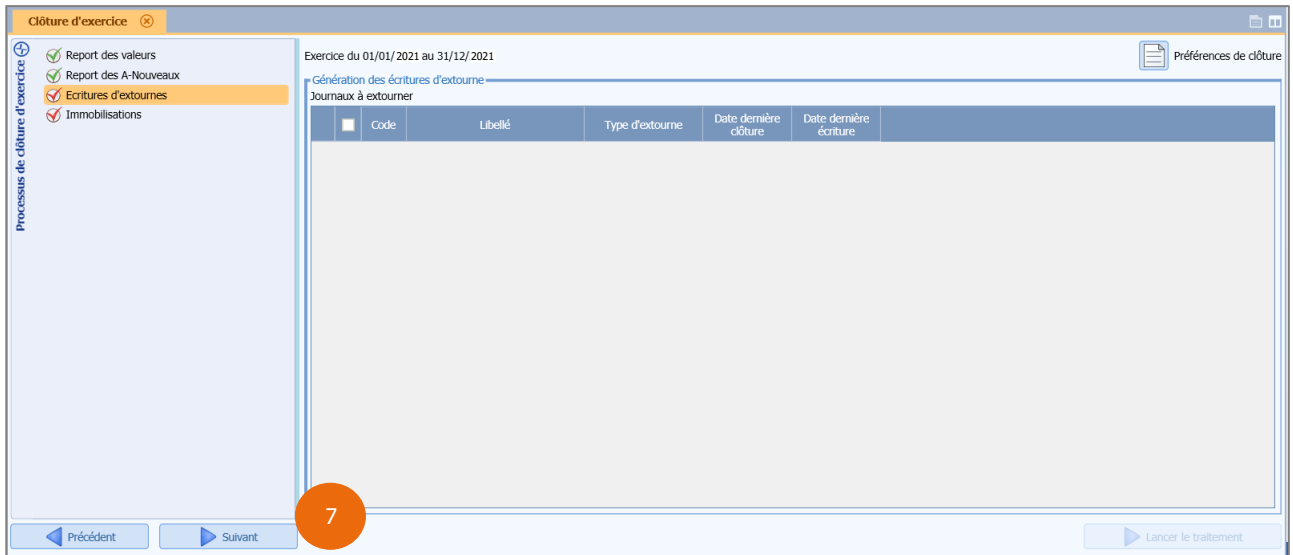 Clôture d'exercice
Processus de clôture d'exercice
Report des valeurs
Report des A-Nouveaux
Ecritures d'extournes
Immobilisations
Exercice du 01/01/2021 au 31/12/2021
Préférences de clôture
Génération des écritures d'extourne
Journaux à extourner
Code Libellé Type d'extourne Date dernière clôture Date dernière écriture
7
Précédent Suivant Lancer le traitement